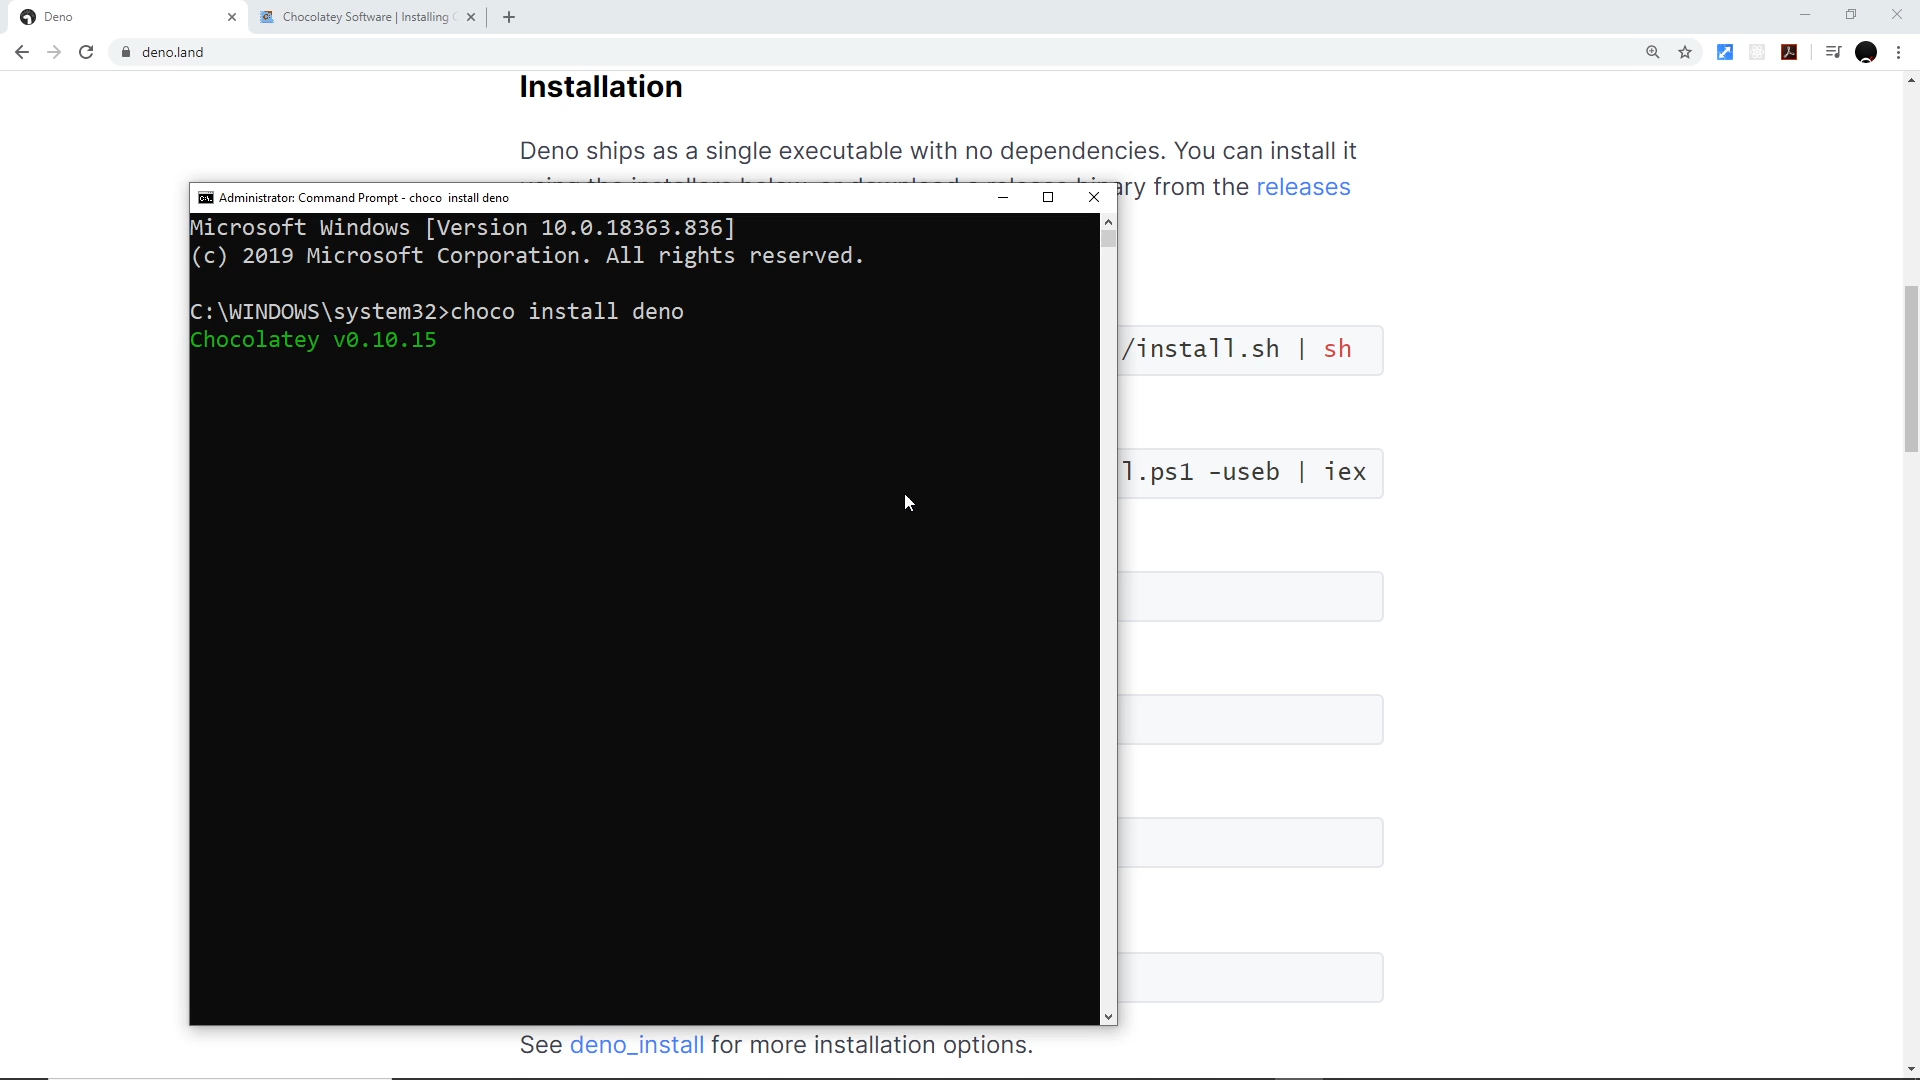 Deno
Chocolatey Software | Installing
deno.land
Installation
Deno ships as a single executable with no dependencies. You can install it
ry from the releases
Administrator: Command Prompt - choco  install deno
Microsoft Windows [Version 10.0.18363.836]
(c) 2019 Microsoft Corporation. All rights reserved.
C:\WINDOWS\system32>choco install deno
Chocolatey v0.10.15
/install.sh | sh
l.ps1 -useb | iex
See deno_install for more installation options.